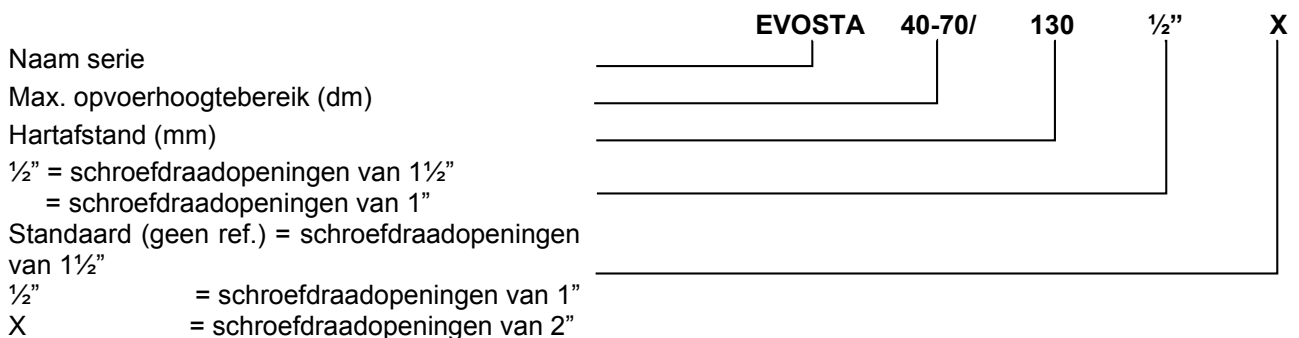 EVOSTA 40-70/ 130 ½” X
Naam serie
Max. opvoerhoogtebereik (dm)
Hartafstand (mm)
½” = schroefdraadopeningen van 1½”
= schroefdraadopeningen van 1”
Standaard (geen ref.) = schroefdraadopeningen
van 1½”
½” = schroefdraadopeningen van 1”
X = schroefdraadopeningen van 2”